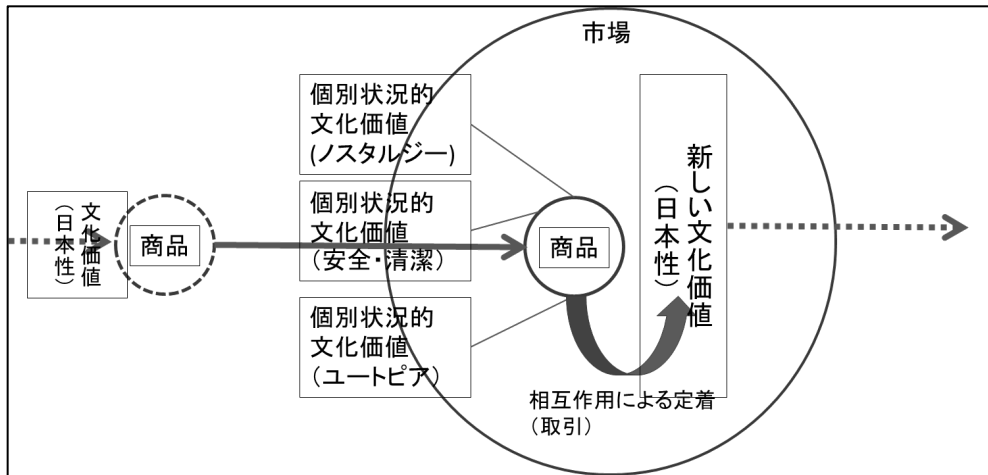 市場
個別状況的
文化価値
(ノスタルジー)
個別状況的
文化価値
（安全・清潔）
個別状況的
文化価値
（ユートピア）
文化価値
（日本性）
商品
商品
新しい文化価値
（日本性）
相互作用による定着
（取引）